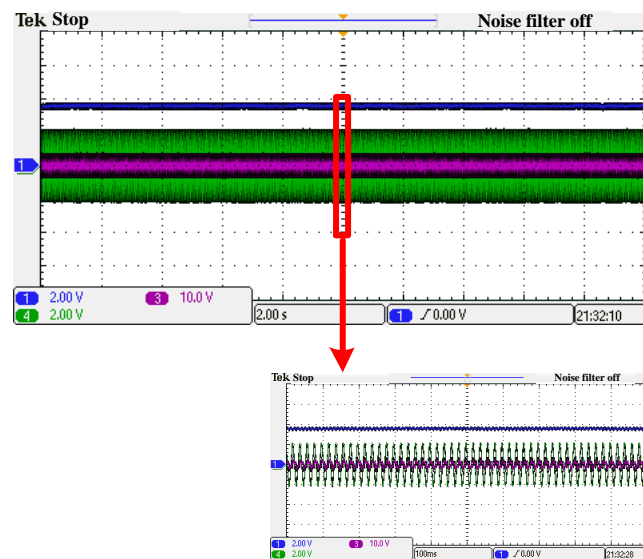 Tek Stop Noise filter off
1
1 2.00 V 3 10.0 V
4 2.00 V 2.00 s 1 0.00 V 21:32:10
Tek Stop Noise filter off
1
1 2.00 V 3 10.0 V
4 2.00 V 100ms 1 0.00 V 21:32:28